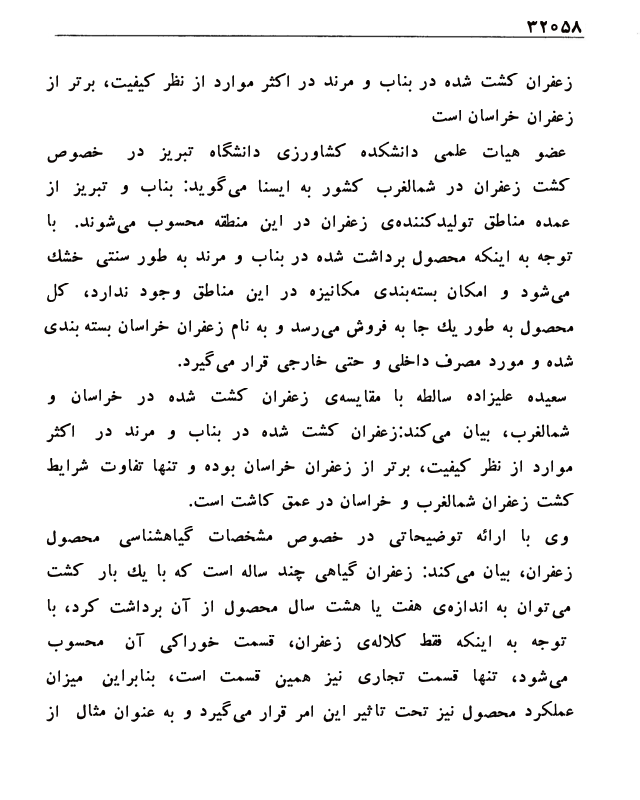 ۳۲۰۵۸
زعفران کشت شده در بناب و مرند در اکثر موارد از نظر کیفیت، برتر از
زعفران خراسان است
عضو هیات علمی دانشکده کشاورزی دانشگاه تبریز در خصوص
کشت زعفران در شمالغرب کشور به ایسنا می‌گوید: بناب و تبریز از
عمده مناطق تولیدکننده‌ی زعفران در این منطقه محسوب می‌شوند. با
توجه به اینکه محصول برداشت شده در بناب و مرند به طور سنتی خشك
می‌شود و امکان بسته‌بندی مکانیزه در این مناطق وجود ندارد، کل
محصول به طور یك جا به فروش می‌رسد و به نام زعفران خراسان بسته بندی
شده و مورد مصرف داخلی و حتی خارجی قرار می‌گیرد.
سعیده علیزاده سالطه با مقایسه‌ی زعفران کشت شده در خراسان و
شمالغرب، بیان می‌کند:زعفران کشت شده در بناب و مرند در اکثر
موارد از نظر کیفیت، برتر از زعفران خراسان بوده و تنها تفاوت شرایط
کشت زعفران شمالغرب و خراسان در عمق کاشت است.
وی با ارائه توضیحاتی در خصوص مشخصات گیاهشناسی محصول
زعفران، بیان می‌کند: زعفران گیاهی چند ساله است که با یك بار کشت
می‌توان به اندازه‌ی هفت یا هشت سال محصول از آن برداشت کرد، با
توجه به اینکه فقط کلاله‌ی زعفران، قسمت خوراکی آن محسوب
می‌شود، تنها قسمت تجاری نیز همین قسمت است، بنابراین میزان
عملکرد محصول نیز تحت تاثیر این امر قرار می‌گیرد و به عنوان مثال از